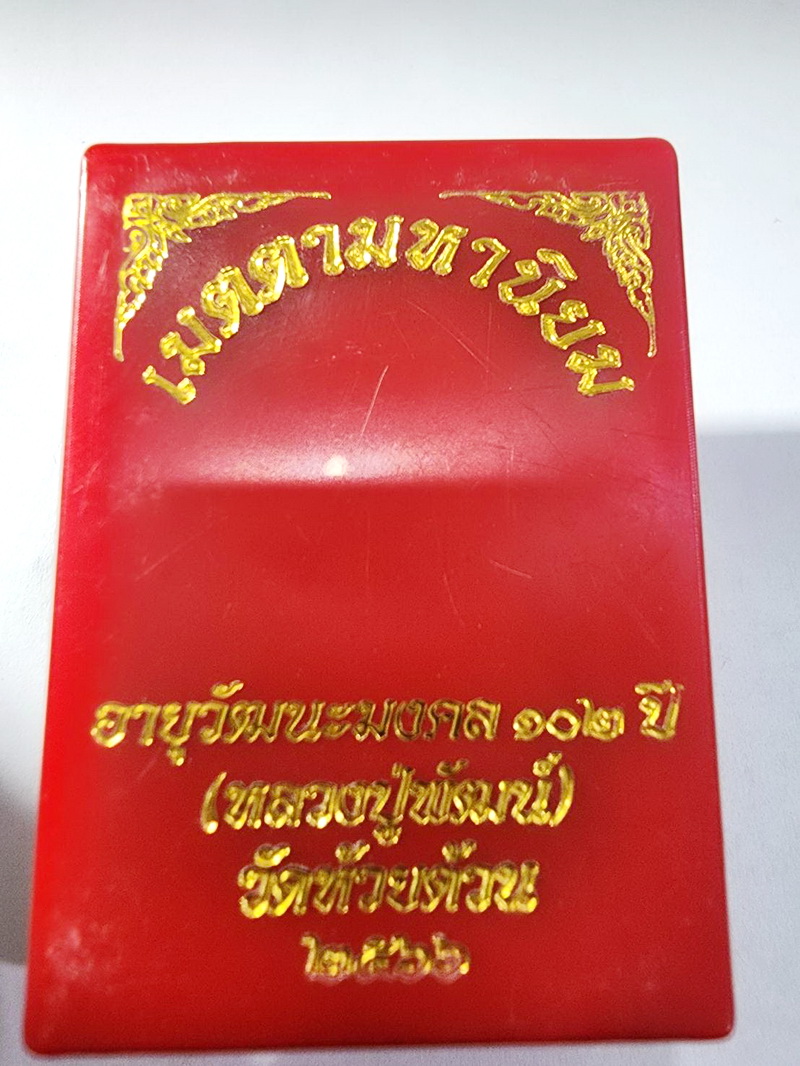 เมตตามหานิยม
อายุวัฒนะมงคล ๑๐๒ ปี
(หลวงปู่พัฒน์)
วัดห้วยด้วน
๒๕๖๖